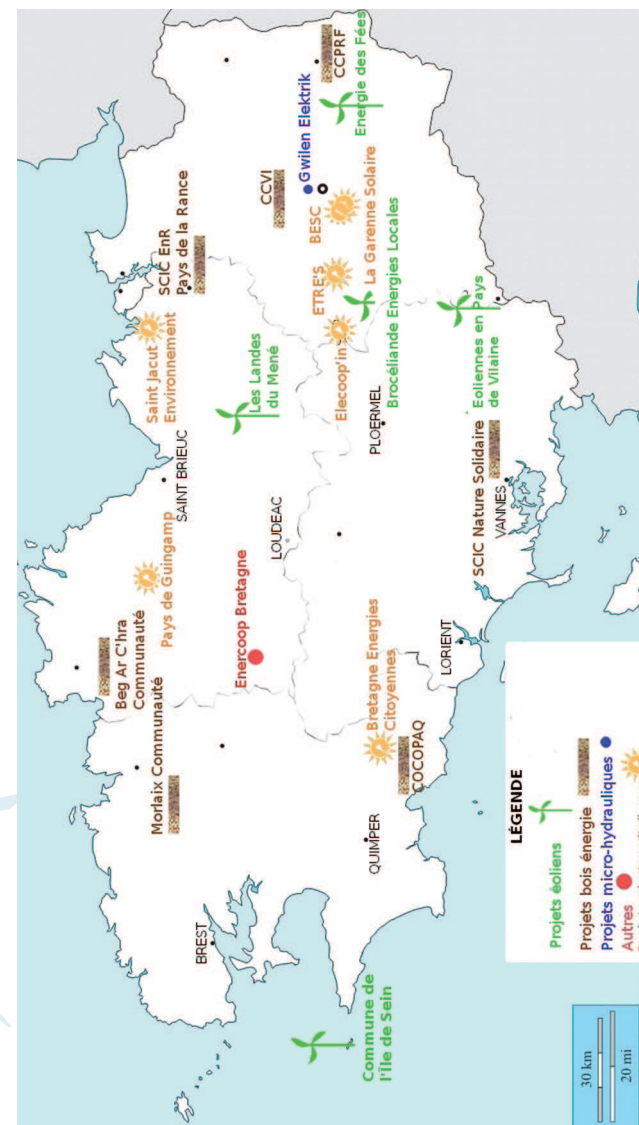 Beg Ar C'hra
Communauté
Morlaix Communauté
Pays de Guingamp
SAINT BRIEUC
Saint Jacut
Environnement
SCIC EnR
Pays de la Rance
Les Landes
du Mené
BREST
Enercoop Bretagne
LOUDEAC
CCVI
Gwilen Elektrik
CCPRF
BESC
ETRE'S
Elecoop'in
Energie des Fées
La Garenne Solaire
Brocéliande Energies Locales
PLOERMEL
QUIMPER
Bretagne Energies
Citoyennes
COCOPAQ
Commune de
l'Île de Sein
LORIENT
SCIC Nature Solidaire
VANNES
Eoliennes en Pays
de Vilaine
LÉGENDE
Projets éoliens
Projets bois énergie
Projets micro-hydrauliques
Autres
30 km
20 mi